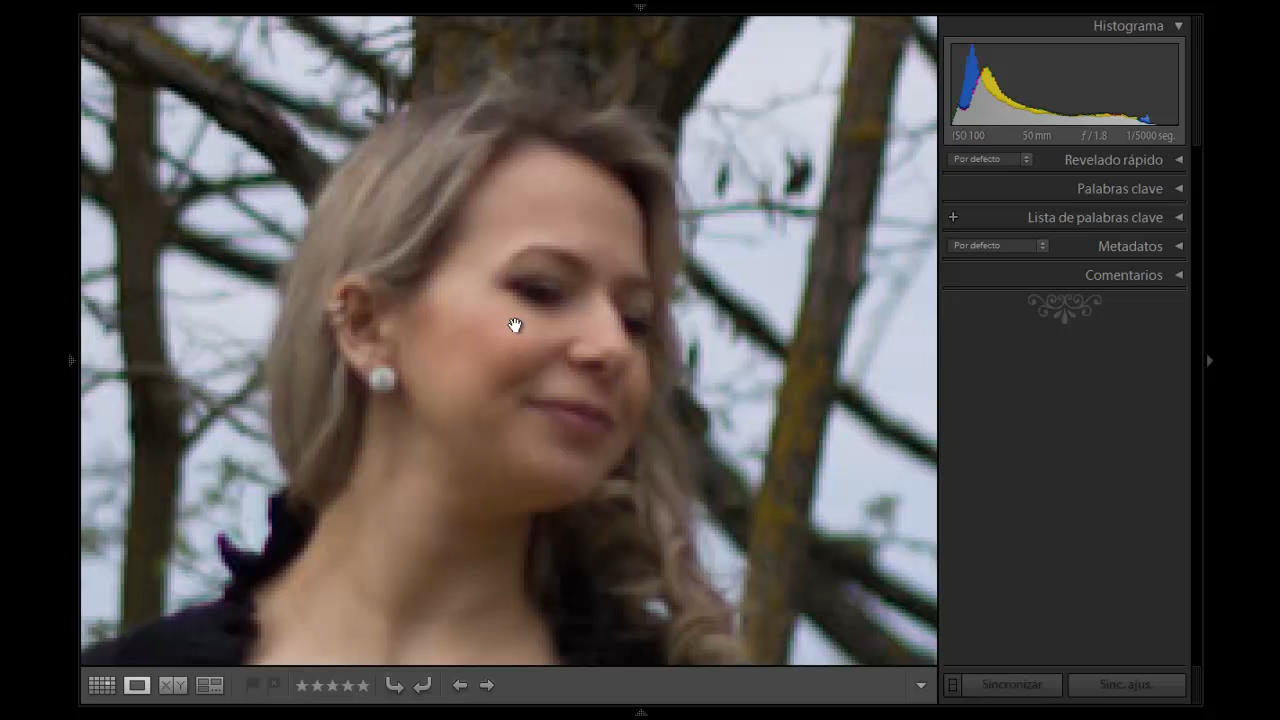 Histograma
ISO 100 50 mm ƒ / 1.8 1/5000 seg.
Por defecto Revelado rápido
Palabras clave
+ Lista de palabras clave
Por defecto Metadatos
Comentarios
X Y
Sincronizar Sinc. ajus.